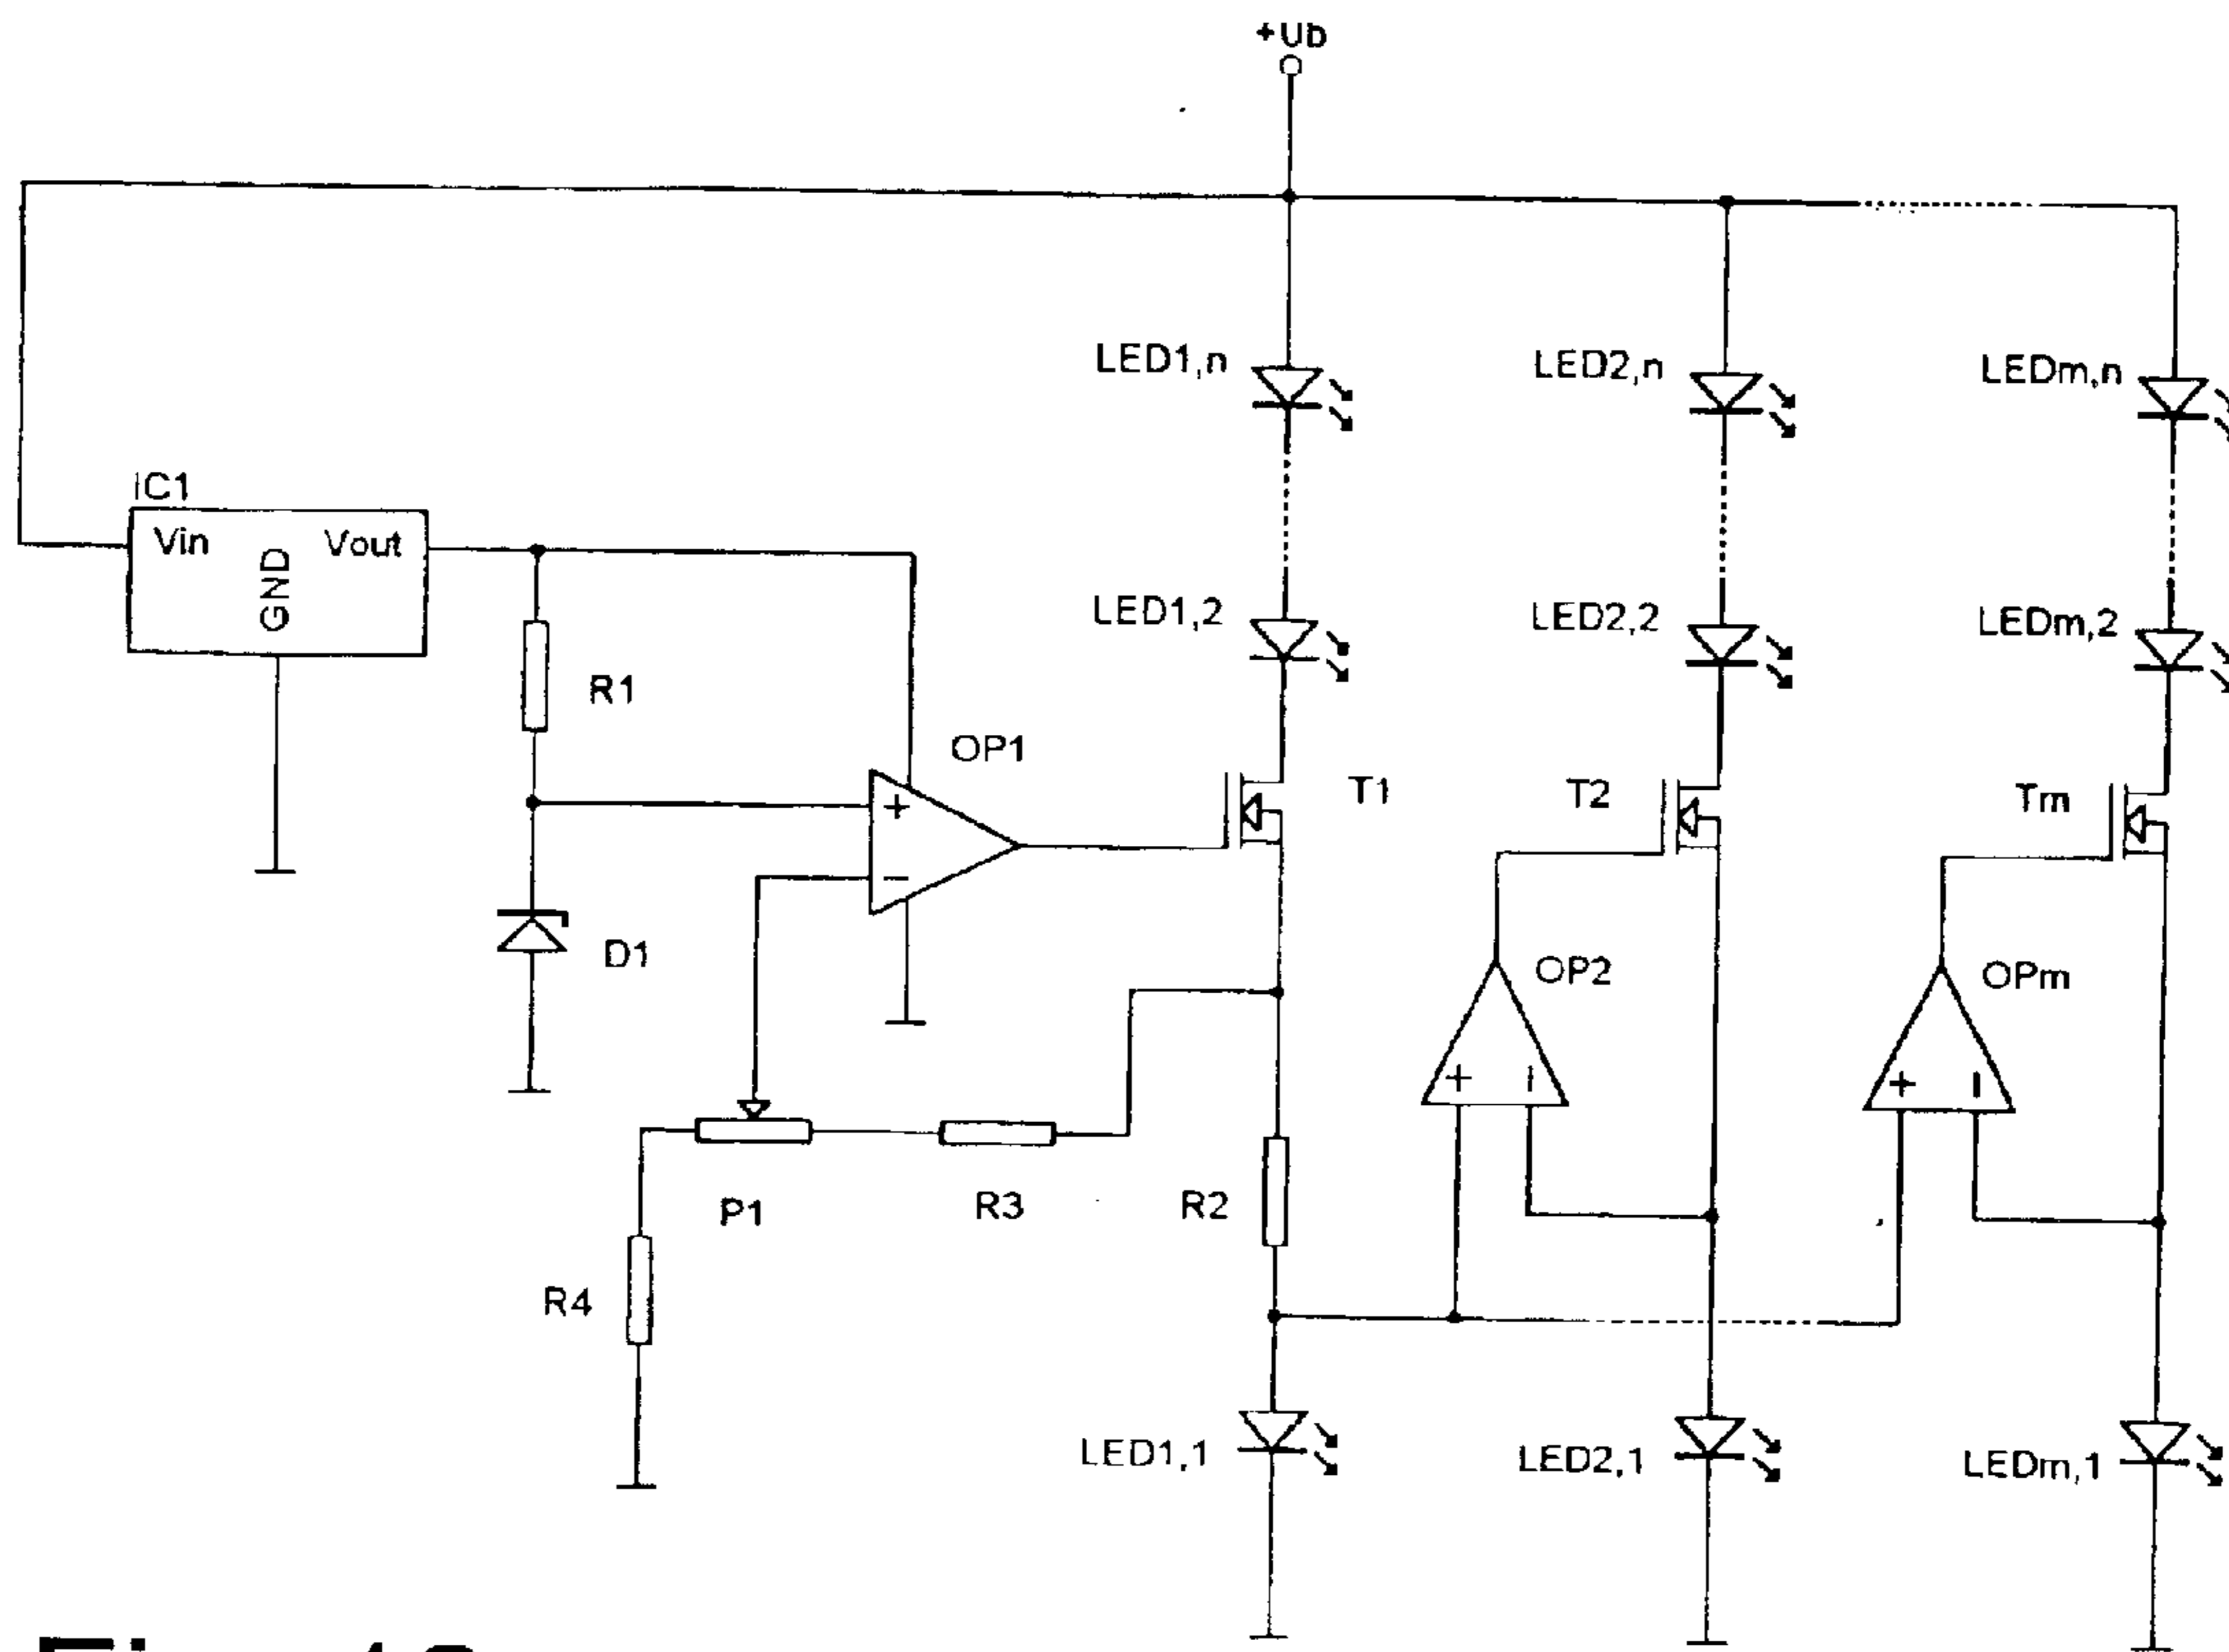 +Ub
LED1,n
LED2,n
LEDm,n
IC1
Vin
Vout
GND
LED1,2
LED2,2
LEDm,2
R1
OP1
T1
T2
Tm
+
−
D1
OP2
OPm
+
−
+
−
P1
R3
R2
R4
LED1,1
LED2,1
LEDm,1